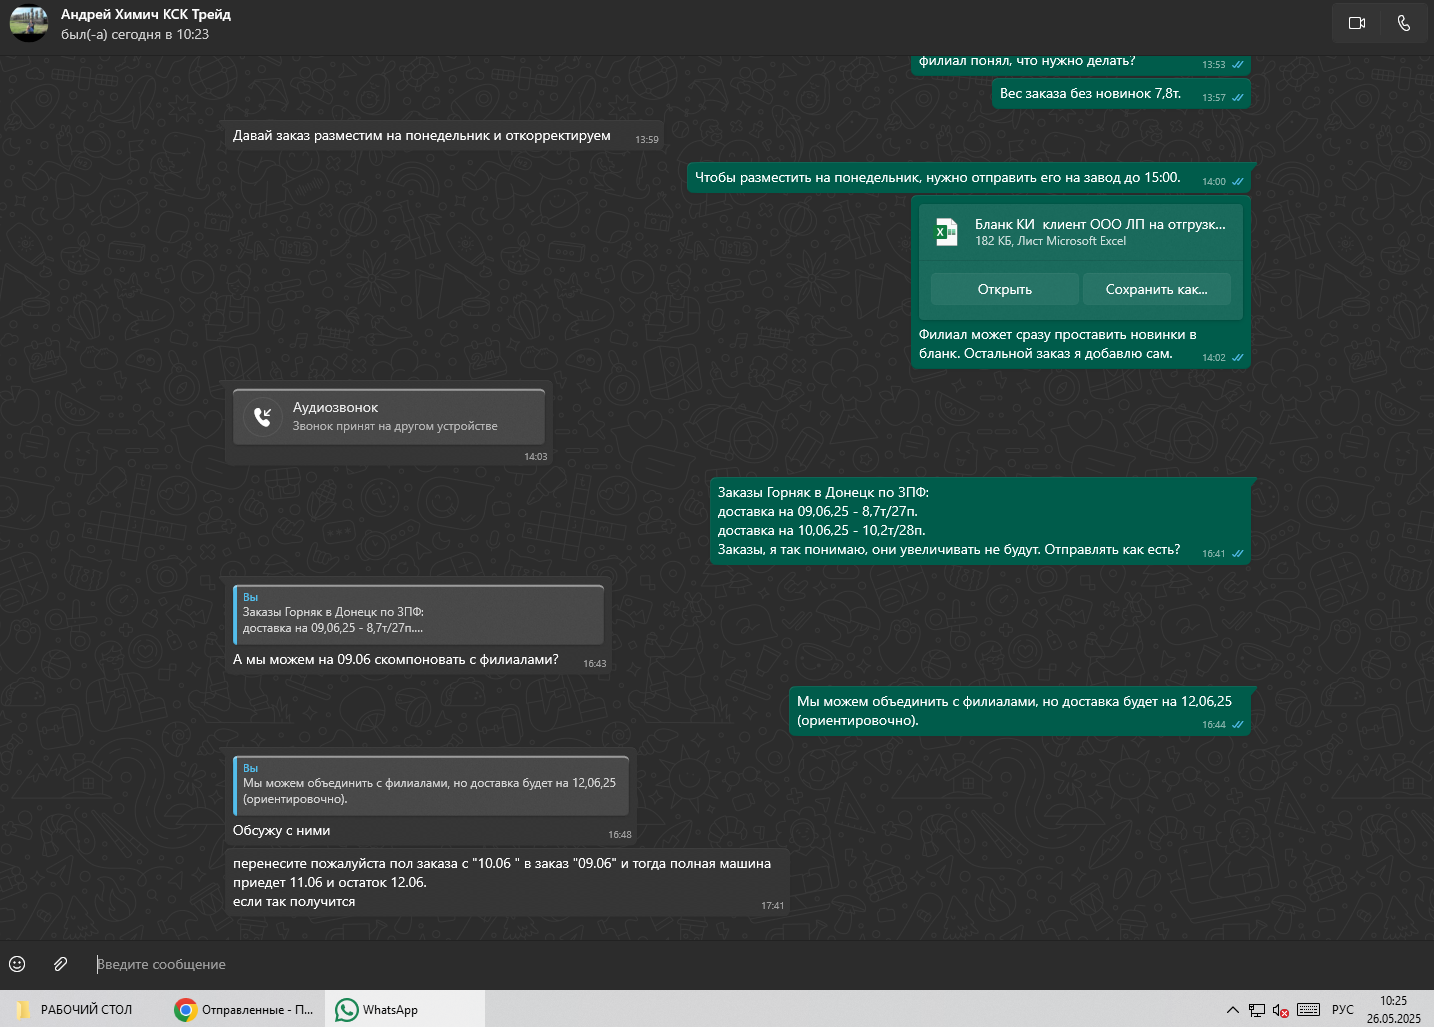 Андрей Химич КСК Трейд
был(-а) сегодня в 10:23
филиал понял, что нужно делать?
13:53
Вес заказа без новинок 7,8т.
13:57
Давай заказ разместим на понедельник и откорректируем
13:59
Чтобы разместить на понедельник, нужно отправить его на завод до 15:00.
14:00
Бланк КИ  клиент ООО ЛП на отгрузк...
182 КБ, Лист Microsoft Excel
Открыть
Сохранить как...
Филиал может сразу проставить новинки в
бланк. Остальной заказ я добавлю сам.
14:02
Аудиозвонок
Звонок принят на другом устройстве
14:03
Заказы Горняк в Донецк по ЗПФ:
доставка на 09,06,25 - 8,7т/27п.
доставка на 10,06,25 - 10,2т/28п.
Заказы, я так понимаю, они увеличивать не будут. Отправлять как есть?
16:41
Вы
Заказы Горняк в Донецк по ЗПФ:
доставка на 09,06,25 - 8,7т/27п....
А мы можем на 09.06 скомпоновать с филиалами?
16:43
Мы можем объединить с филиалами, но доставка будет на 12,06,25
(ориентировочно).
16:44
Вы
Мы можем объединить с филиалами, но доставка будет на 12,06,25
(ориентировочно).
Обсужу с ними
16:48
перенесите пожалуйста пол заказа с "10.06 " в заказ "09.06" и тогда полная машина
приедет 11.06 и остаток 12.06.
если так получится
17:41
Введите сообщение
РАБОЧИЙ СТОЛ
Отправленные - П...
WhatsApp
РУС
10:25
26.05.2025